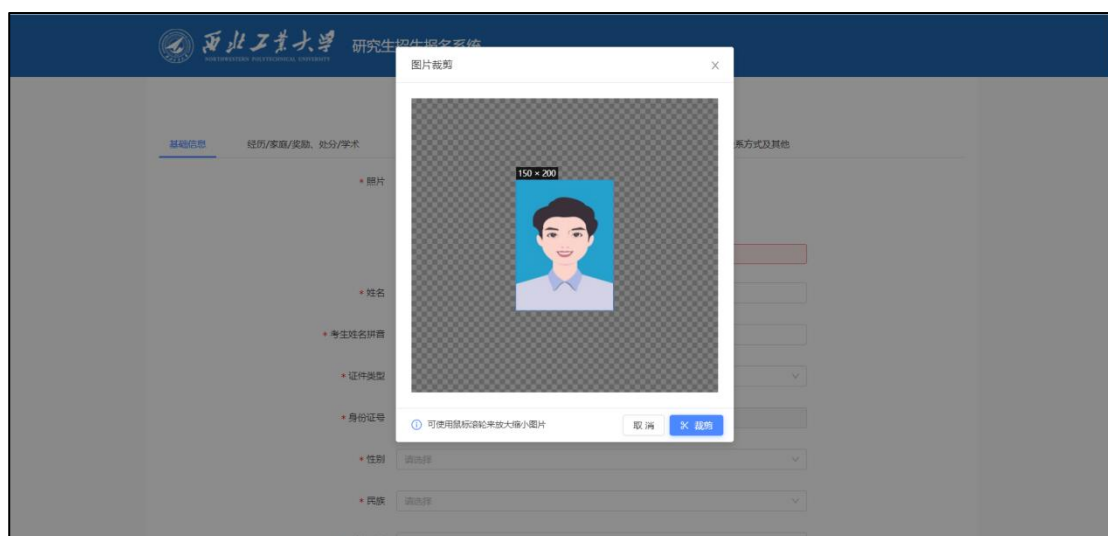 西北工业大学 研究生招生报名系统
NORTHWESTERN POLYTECHNICAL UNIVERSITY
图片裁剪
基础信息 经历/家庭/奖励、处分/学术 系方式及其他
* 照片
150 × 200
* 姓名
* 考生姓名拼音
* 证件类型
* 身份证号
可使用鼠标滚轮来放大缩小图片
取 消 裁剪
* 性别 请选择
* 民族 请选择